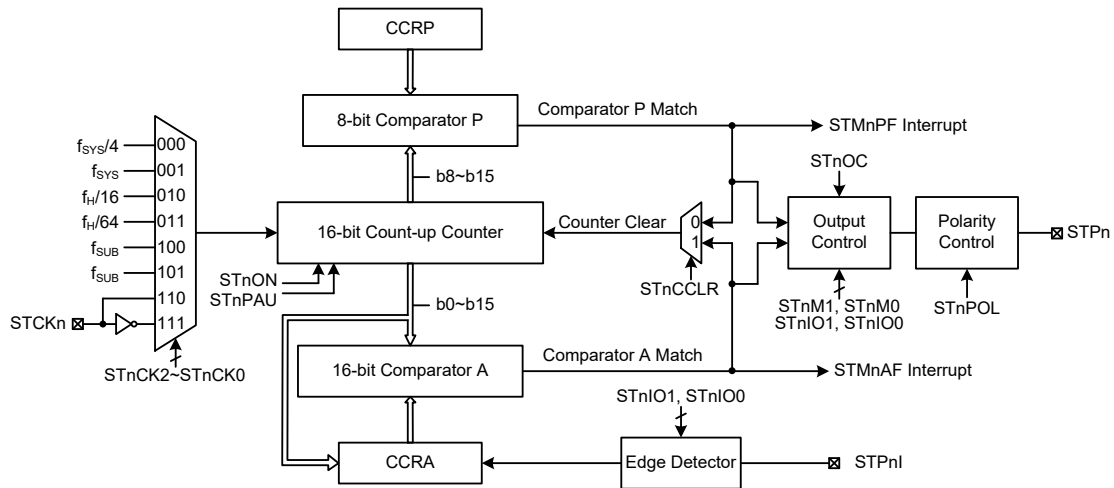 CCRP
8-bit Comparator P
Comparator P Match
STMnPF Interrupt
fSYS/4
000
fSYS
001
fH/16
010
fH/64
011
fSUB
100
fSUB
101
110
111
STCKn
STnCK2~STnCK0
b8~b15
16-bit Count-up Counter
STnON
STnPAU
b0~b15
Counter Clear
0
1
STnCCLR
STnOC
Output
Control
STnM1, STnM0
STnIO1, STnIO0
Polarity
Control
STnPOL
STPn
16-bit Comparator A
Comparator A Match
STMnAF Interrupt
STnIO1, STnIO0
CCRA
Edge Detector
STPnI